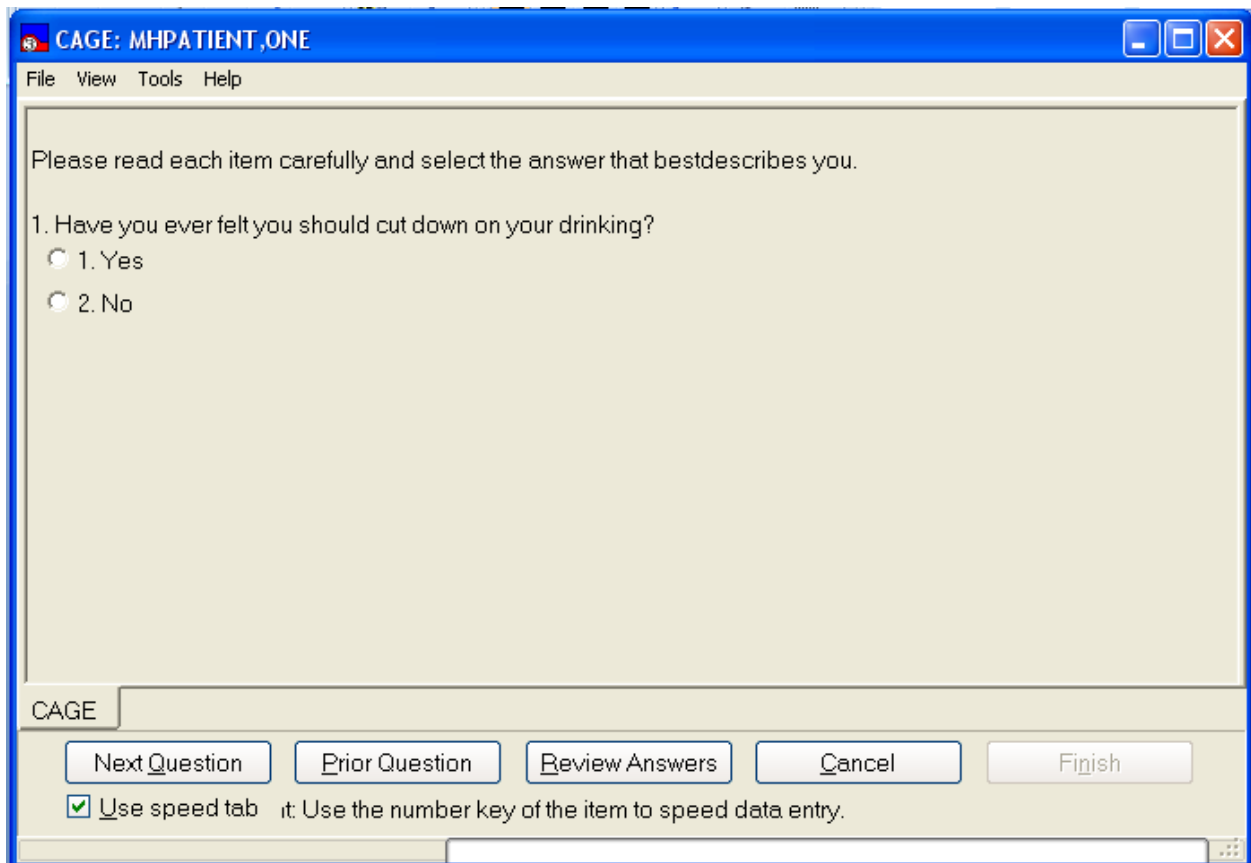 CAGE: MHPATIENT,ONE
File View Tools Help
Please read each item carefully and select the answer that bestdescribes you.
1. Have you ever felt you should cut down on your drinking?
1. Yes
2. No
CAGE
Next Question Prior Question Review Answers Cancel Finish
Use speed tab ıt: Use the number key of the item to speed data entry.